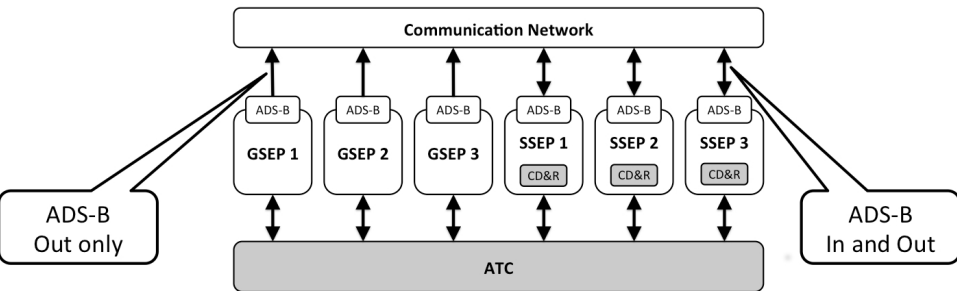 Communication Network
ADS-B ADS-B ADS-B ADS-B ADS-B ADS-B
GSEP 1 GSEP 2 GSEP 3 SSEP 1 SSEP 2 SSEP 3
CD&R CD&R CD&R
ADS-B
Out only
ADS-B
In and Out
ATC